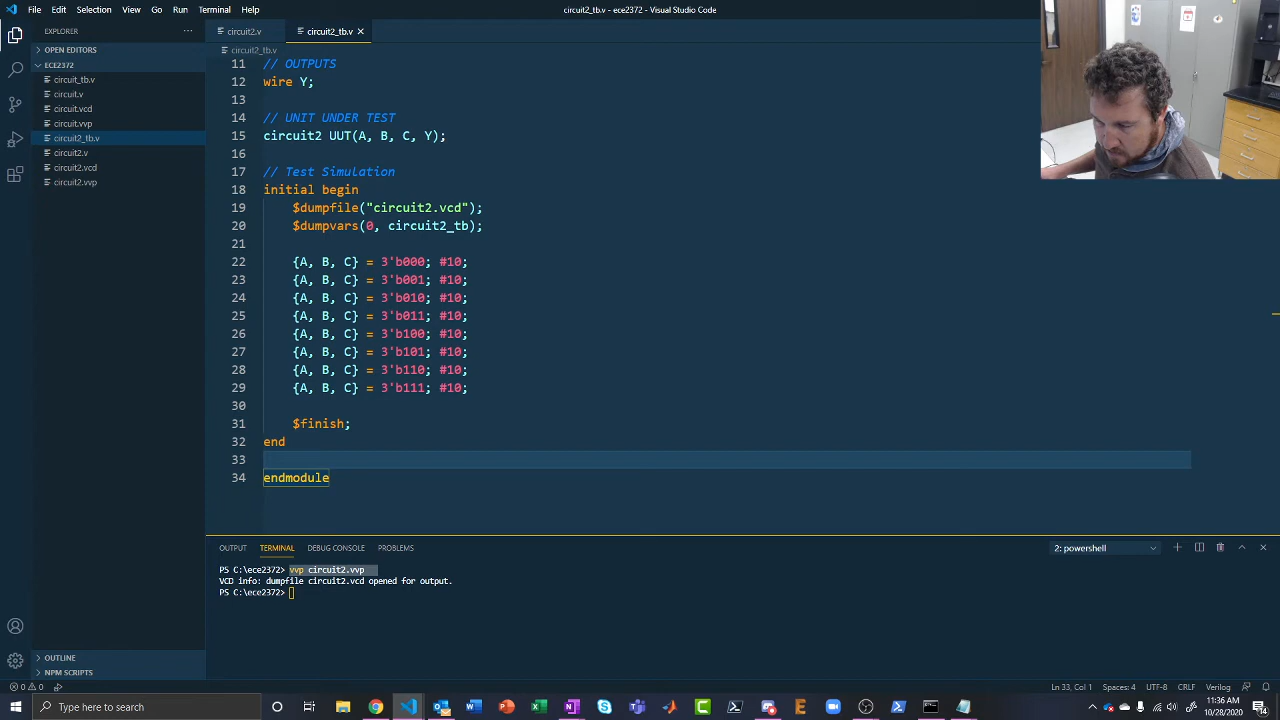 File Edit Selection View Go Run Terminal Help
circuit2_tb.v - ece2372 - Visual Studio Code
EXPLORER
OPEN EDITORS
ECE2372
circuit_tb.v
circuit.v
circuit.vcd
circuit.vvp
circuit2_tb.v
circuit2.v
circuit2.vcd
circuit2.vvp
OUTLINE
NPM SCRIPTS
circuit2.v circuit2_tb.v
circuit2_tb.v
11 // OUTPUTS
12 wire Y;
13
14 // UNIT UNDER TEST
15 circuit2 UUT(A, B, C, Y);
16
17 // Test Simulation
18 initial begin
19 $dumpfile("circuit2.vcd");
20 $dumpvars(0, circuit2_tb);
21
22 {A, B, C} = 3'b000; #10;
23 {A, B, C} = 3'b001; #10;
24 {A, B, C} = 3'b010; #10;
25 {A, B, C} = 3'b011; #10;
26 {A, B, C} = 3'b100; #10;
27 {A, B, C} = 3'b101; #10;
28 {A, B, C} = 3'b110; #10;
29 {A, B, C} = 3'b111; #10;
30
31 $finish;
32 end
33
34 endmodule
OUTPUT TERMINAL DEBUG CONSOLE PROBLEMS
2: powershell
PS C:\ece2372> vvp circuit2.vvp
VCD info: dumpfile circuit2.vcd opened for output.
PS C:\ece2372>
0 0
Ln 33, Col 1 Spaces: 4 UTF-8 CRLF Verilog
Type here to search
11:36 AM
10/28/2020